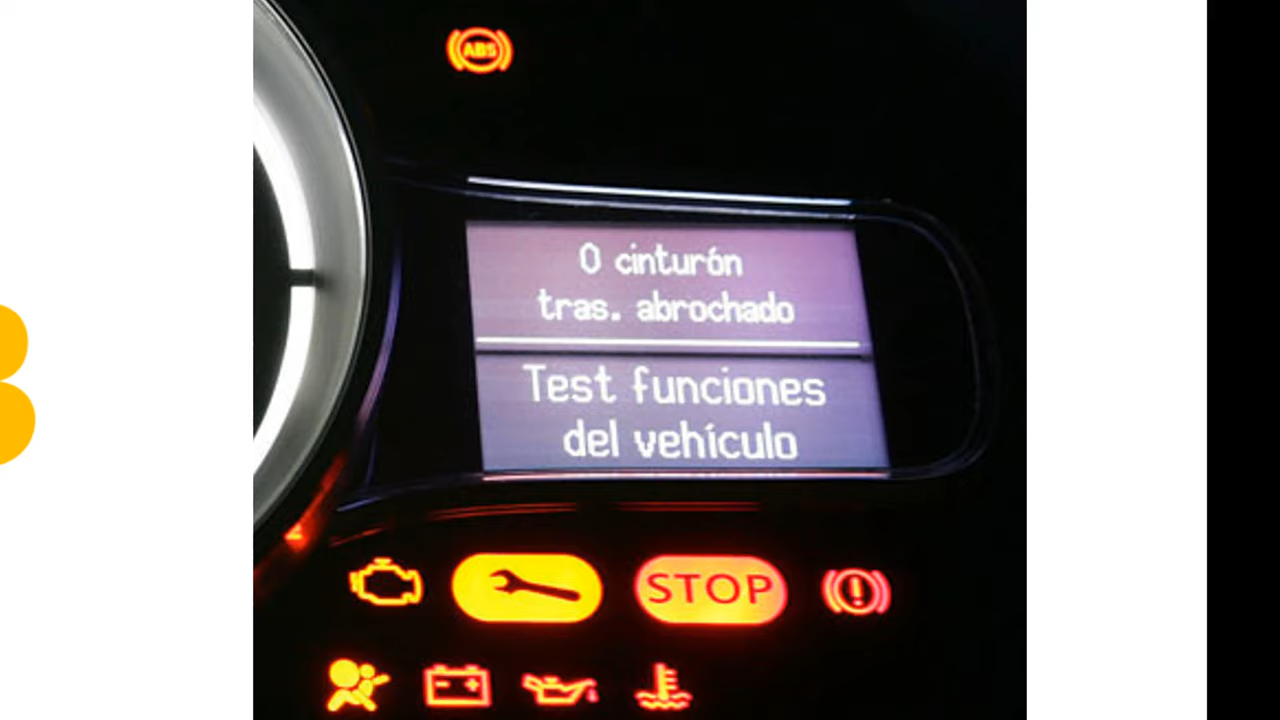 ABS
0 cinturón
tras. abrochado
Test funciones
del vehículo
STOP